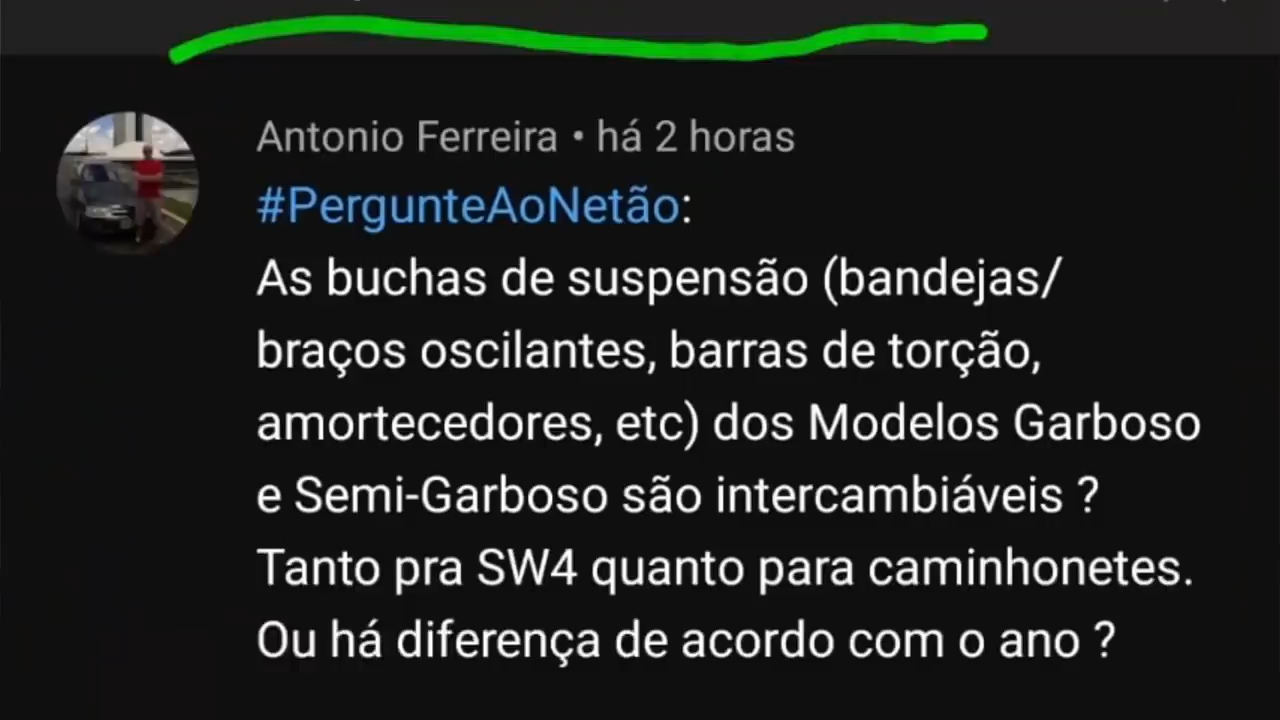 Antonio Ferreira • há 2 horas
#PergunteAoNetão:
As buchas de suspensão (bandejas/
braços oscilantes, barras de torção,
amortecedores, etc) dos Modelos Garboso
e Semi-Garboso são intercambiáveis ?
Tanto pra SW4 quanto para caminhonetes.
Ou há diferença de acordo com o ano ?